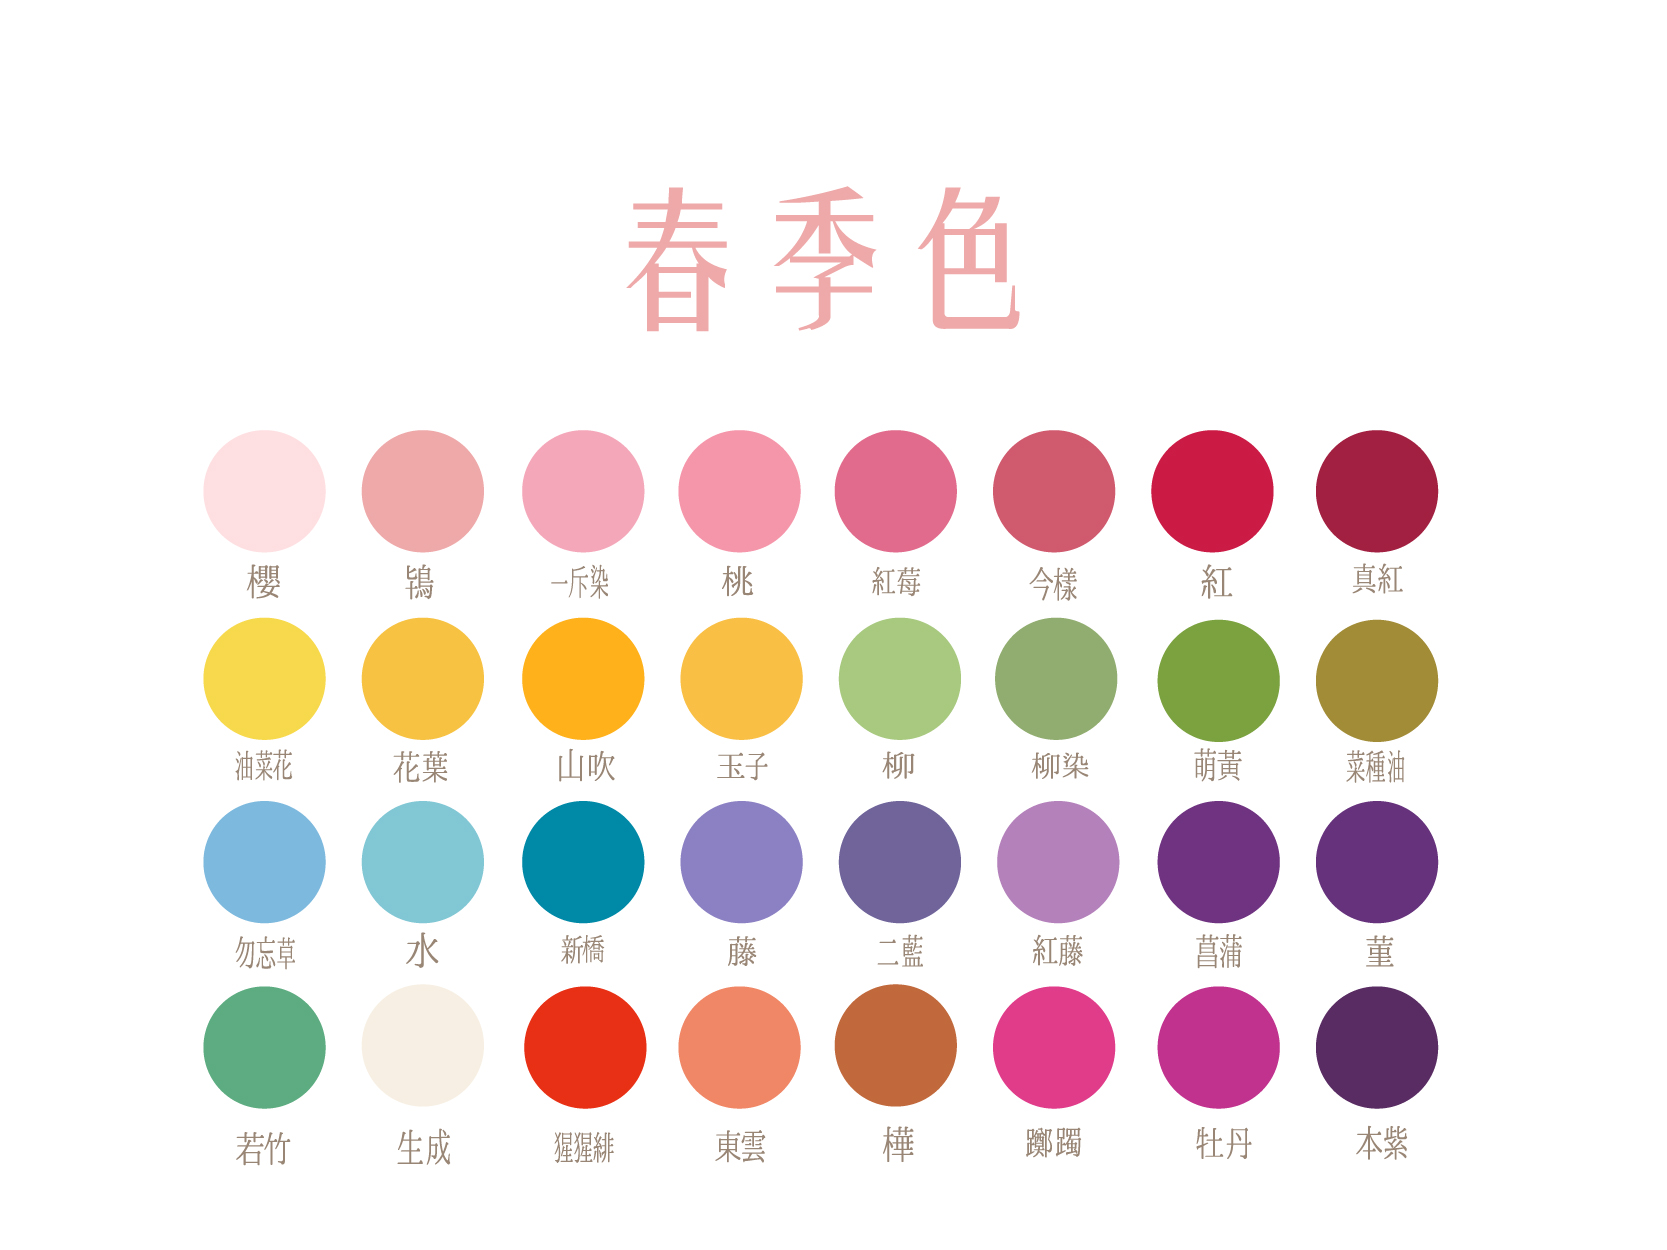 春季色
櫻 鴇 一斥染 桃 紅莓 今樣 紅 真紅
油菜花 花葉 山吹 玉子 柳 柳染 萌黃 菜種油
勿忘草 水 新橋 藤 二藍 紅藤 菖蒲 菫
若竹 生成 猩猩緋 東雲 樺 躑躅 牡丹 本紫